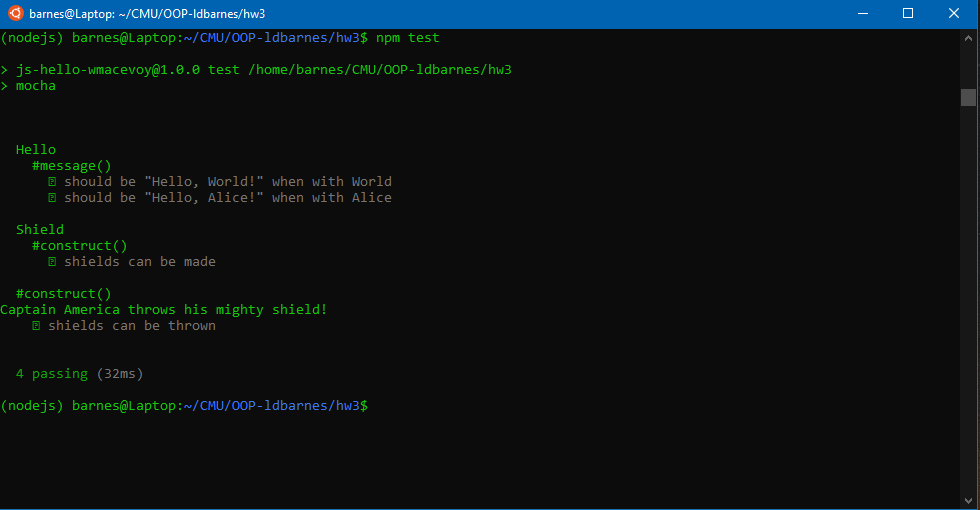 barnes@Laptop: ~/CMU/OOP-ldbarnes/hw3
(nodejs) barnes@Laptop:~/CMU/OOP-ldbarnes/hw3$ npm test
> js-hello-wmacevoy@1.0.0 test /home/barnes/CMU/OOP-ldbarnes/hw3
> mocha
Hello
#message()
⍰ should be "Hello, World!" when with World
⍰ should be "Hello, Alice!" when with Alice
Shield
#construct()
⍰ shields can be made
#construct()
Captain America throws his mighty shield!
⍰ shields can be thrown
4 passing (32ms)
(nodejs) barnes@Laptop:~/CMU/OOP-ldbarnes/hw3$